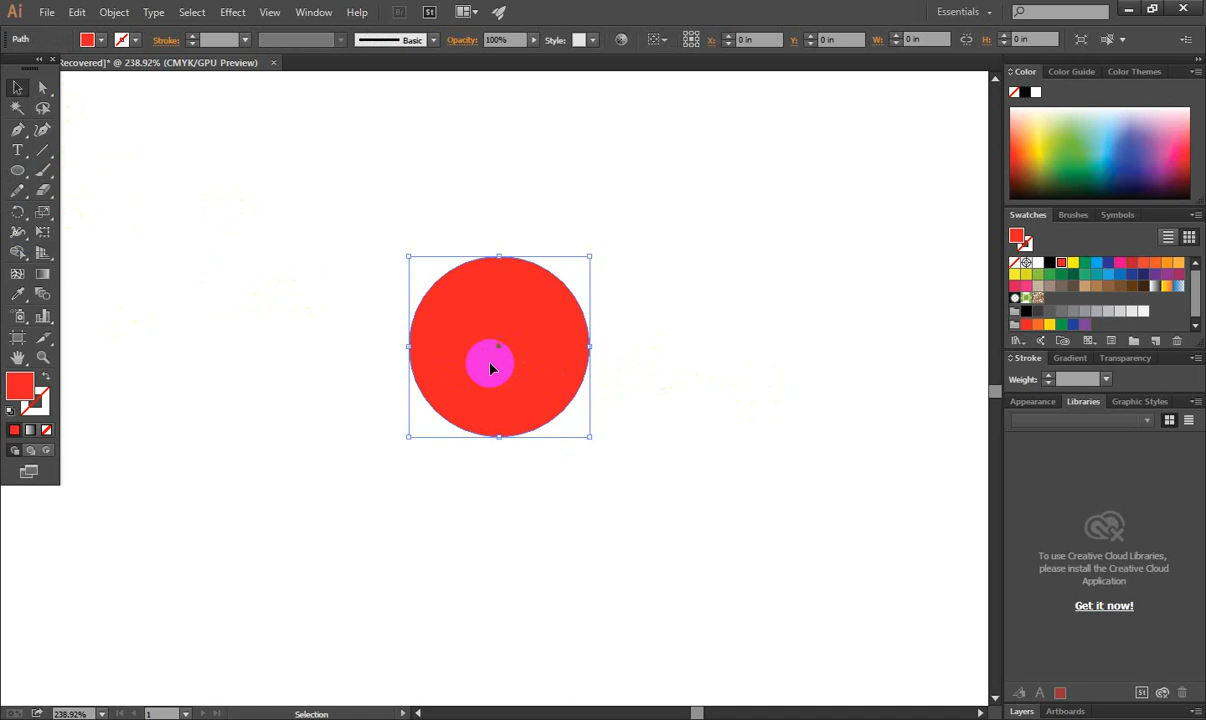 Ai File Edit Object Type Select Effect View Window Help Br St Essentials
Path Stroke: Basic Opacity: 100% Style: X: 0 in Y: 0 in W: 0 in H: 0 in
Recovered]* @ 238.92% (CMYK/GPU Preview) ×
Color Color Guide Color Themes
Swatches Brushes Symbols
Stroke Gradient Transparency
Weight:
Appearance Libraries Graphic Styles
To use Creative Cloud Libraries,
please install the Creative Cloud
Application
Get it now!
St
Layers Artboards
238.92% 1 Selection